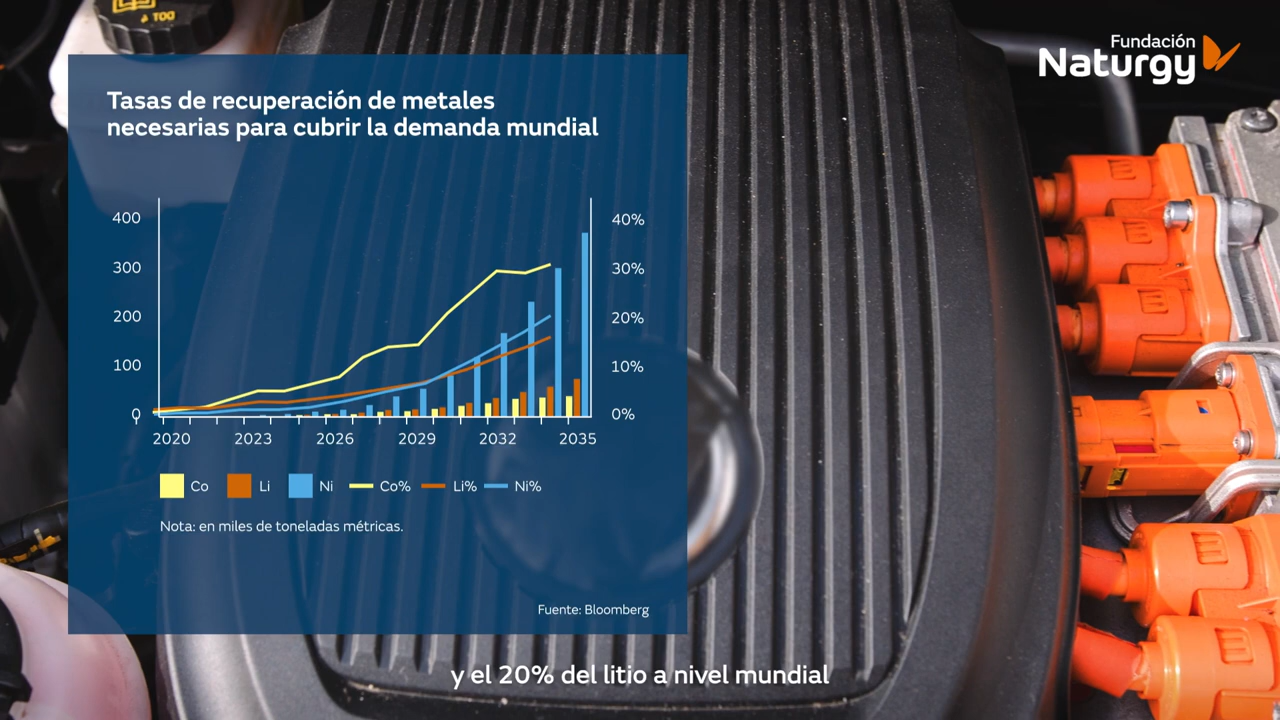 Fundación
Naturgy
Tasas de recuperación de metales
necesarias para cubrir la demanda mundial
400
300
200
100
0
40%
30%
20%
10%
0%
2020 2023 2026 2029 2032 2035
Co Li Ni Co% Li% Ni%
Nota: en miles de toneladas métricas.
Fuente: Bloomberg
y el 20% del litio a nivel mundial